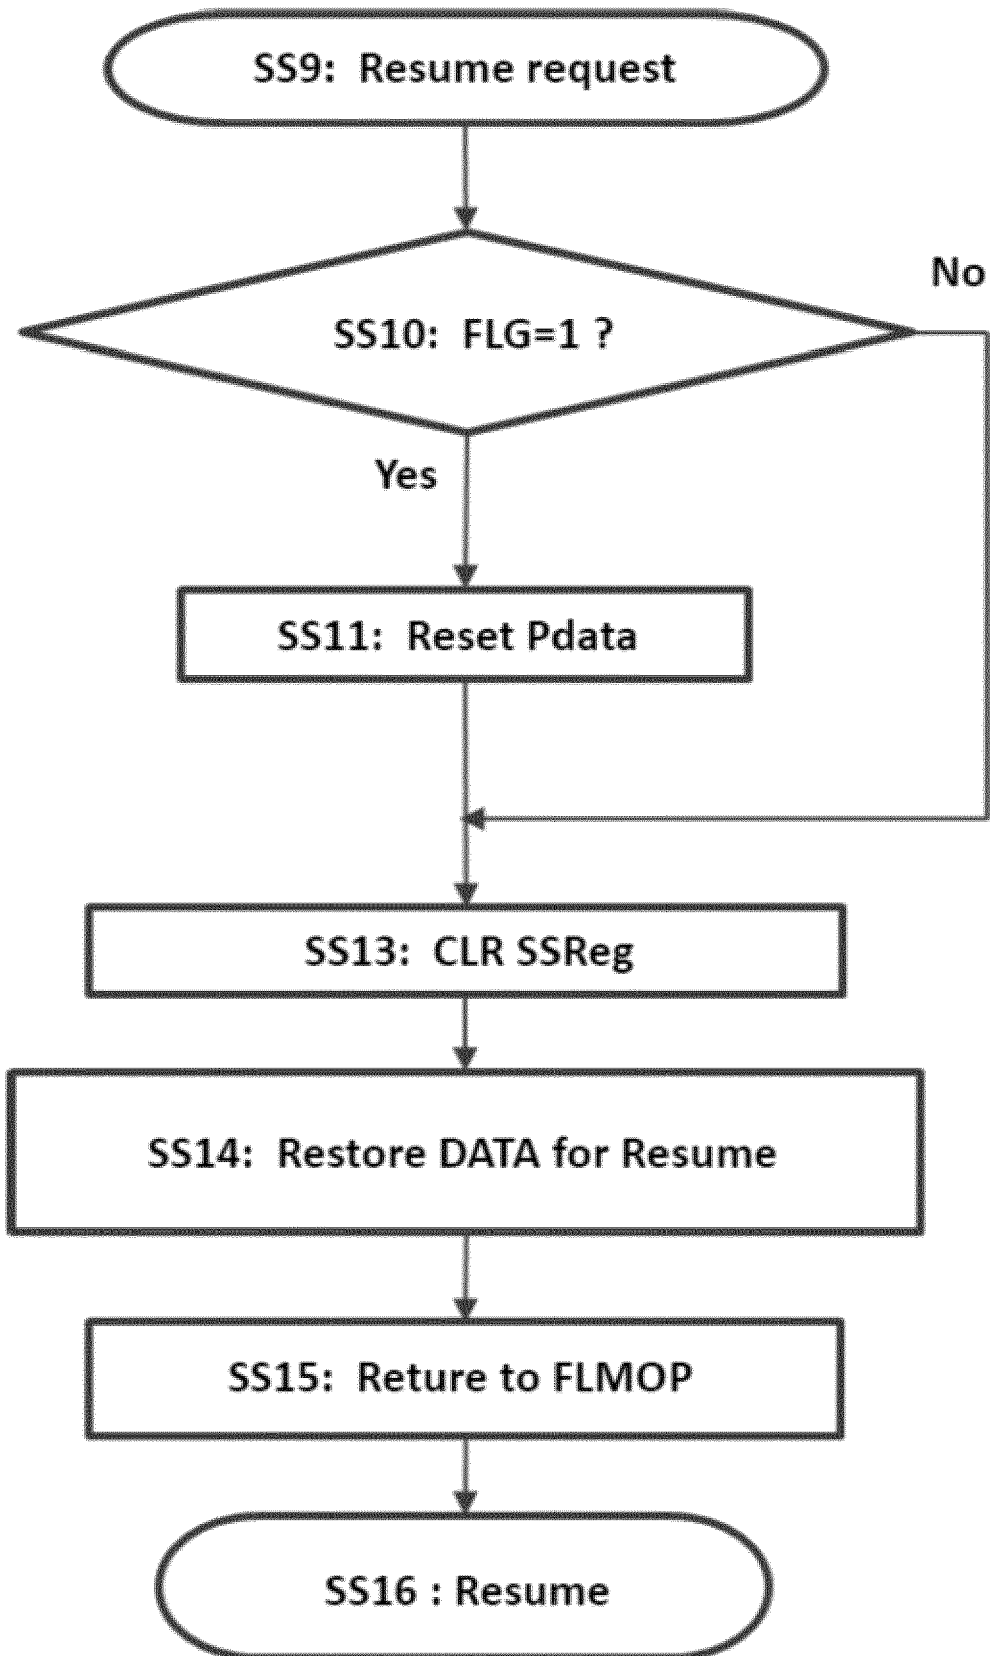 SS9: Resume request
No
SS10: FLG=1 ?
Yes
SS11: Reset Pdata
SS13: CLR SSReg
SS14: Restore DATA for Resume
SS15: Reture to FLMOP
SS16 : Resume